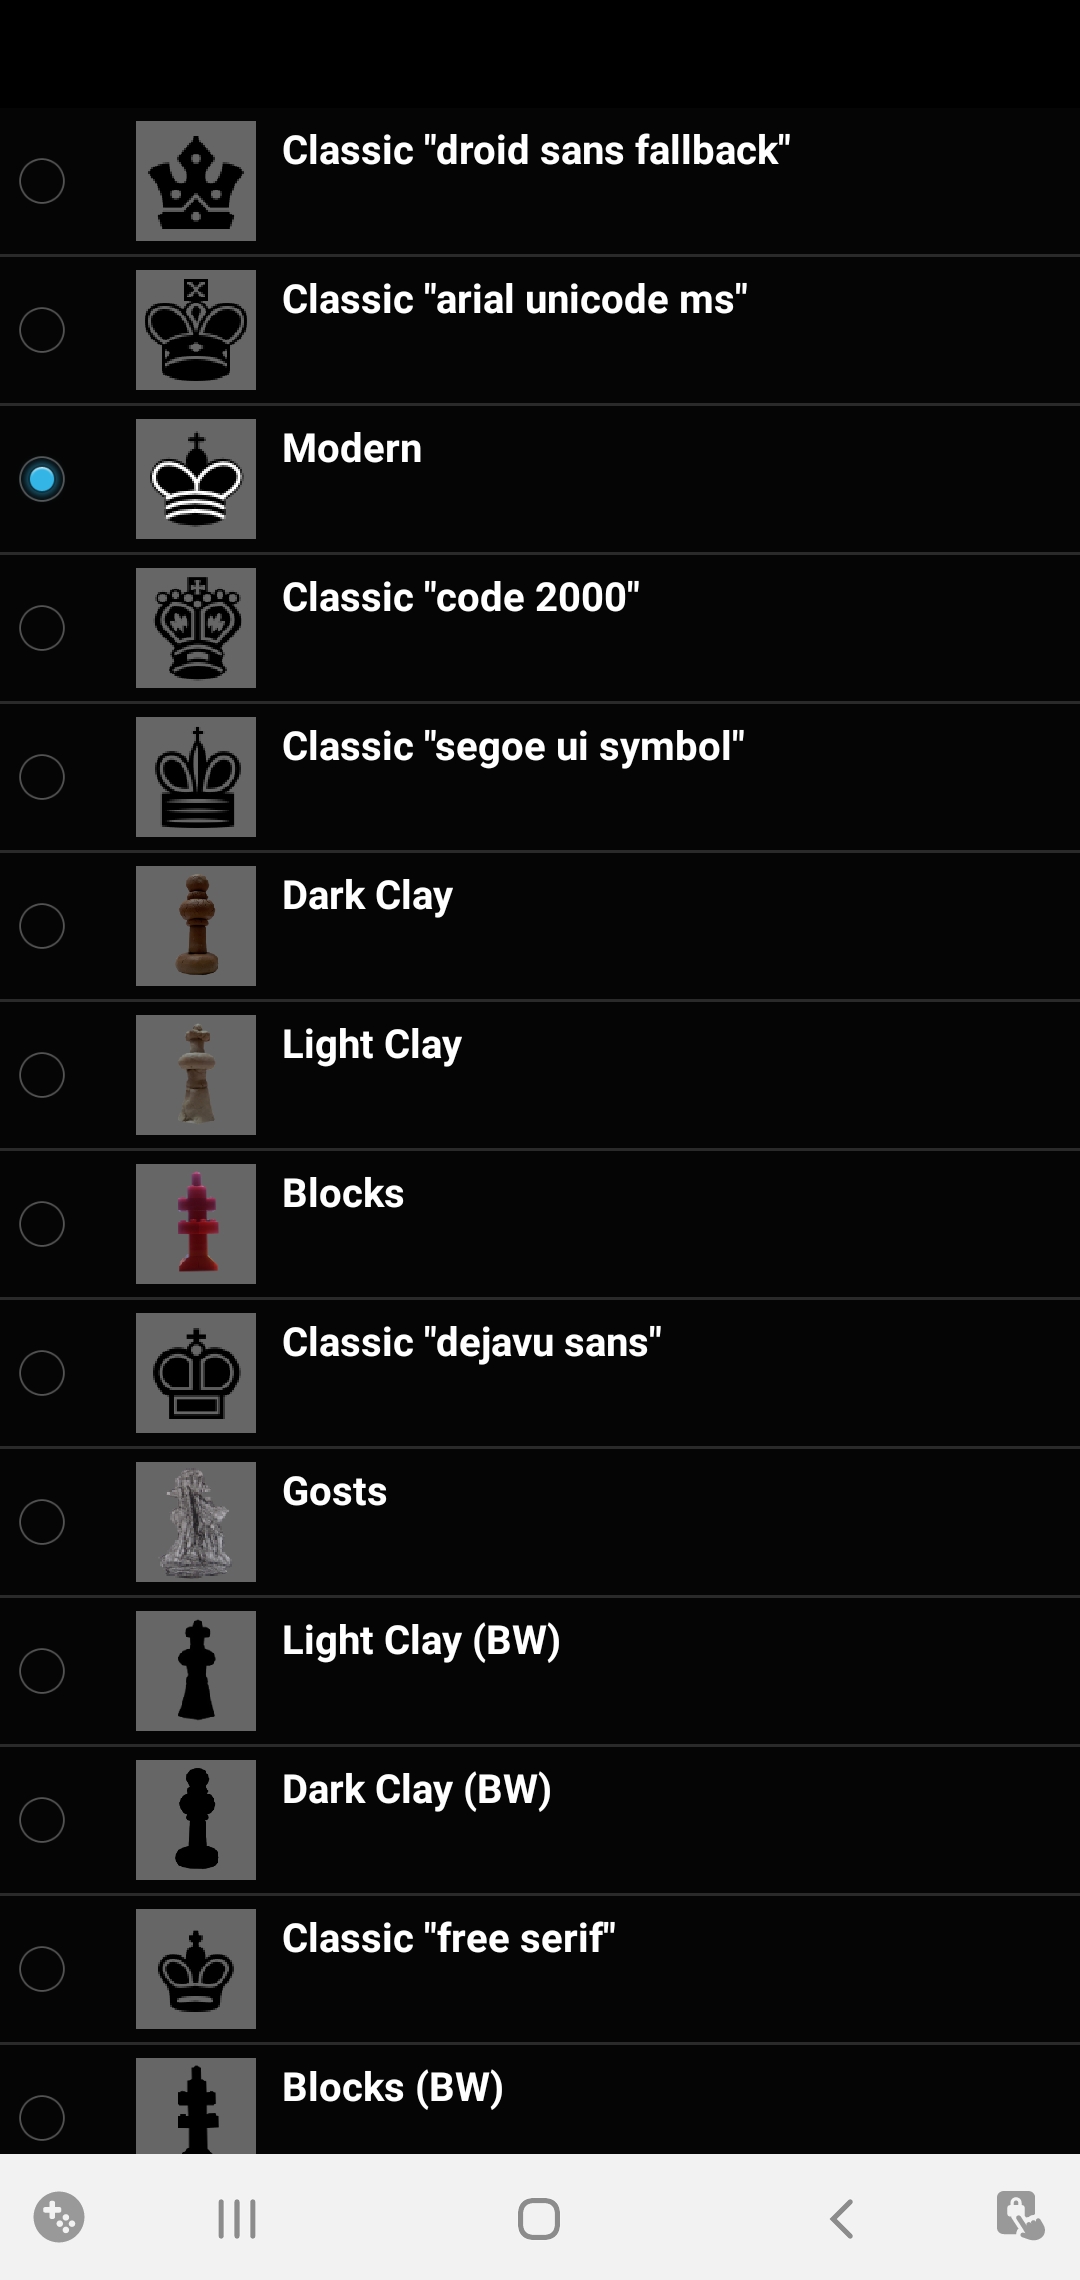 Classic "droid sans fallback"
Classic "arial unicode ms"
Modern
Classic "code 2000"
Classic "segoe ui symbol"
Dark Clay
Light Clay
Blocks
Classic "dejavu sans"
Gosts
Light Clay (BW)
Dark Clay (BW)
Classic "free serif"
Blocks (BW)